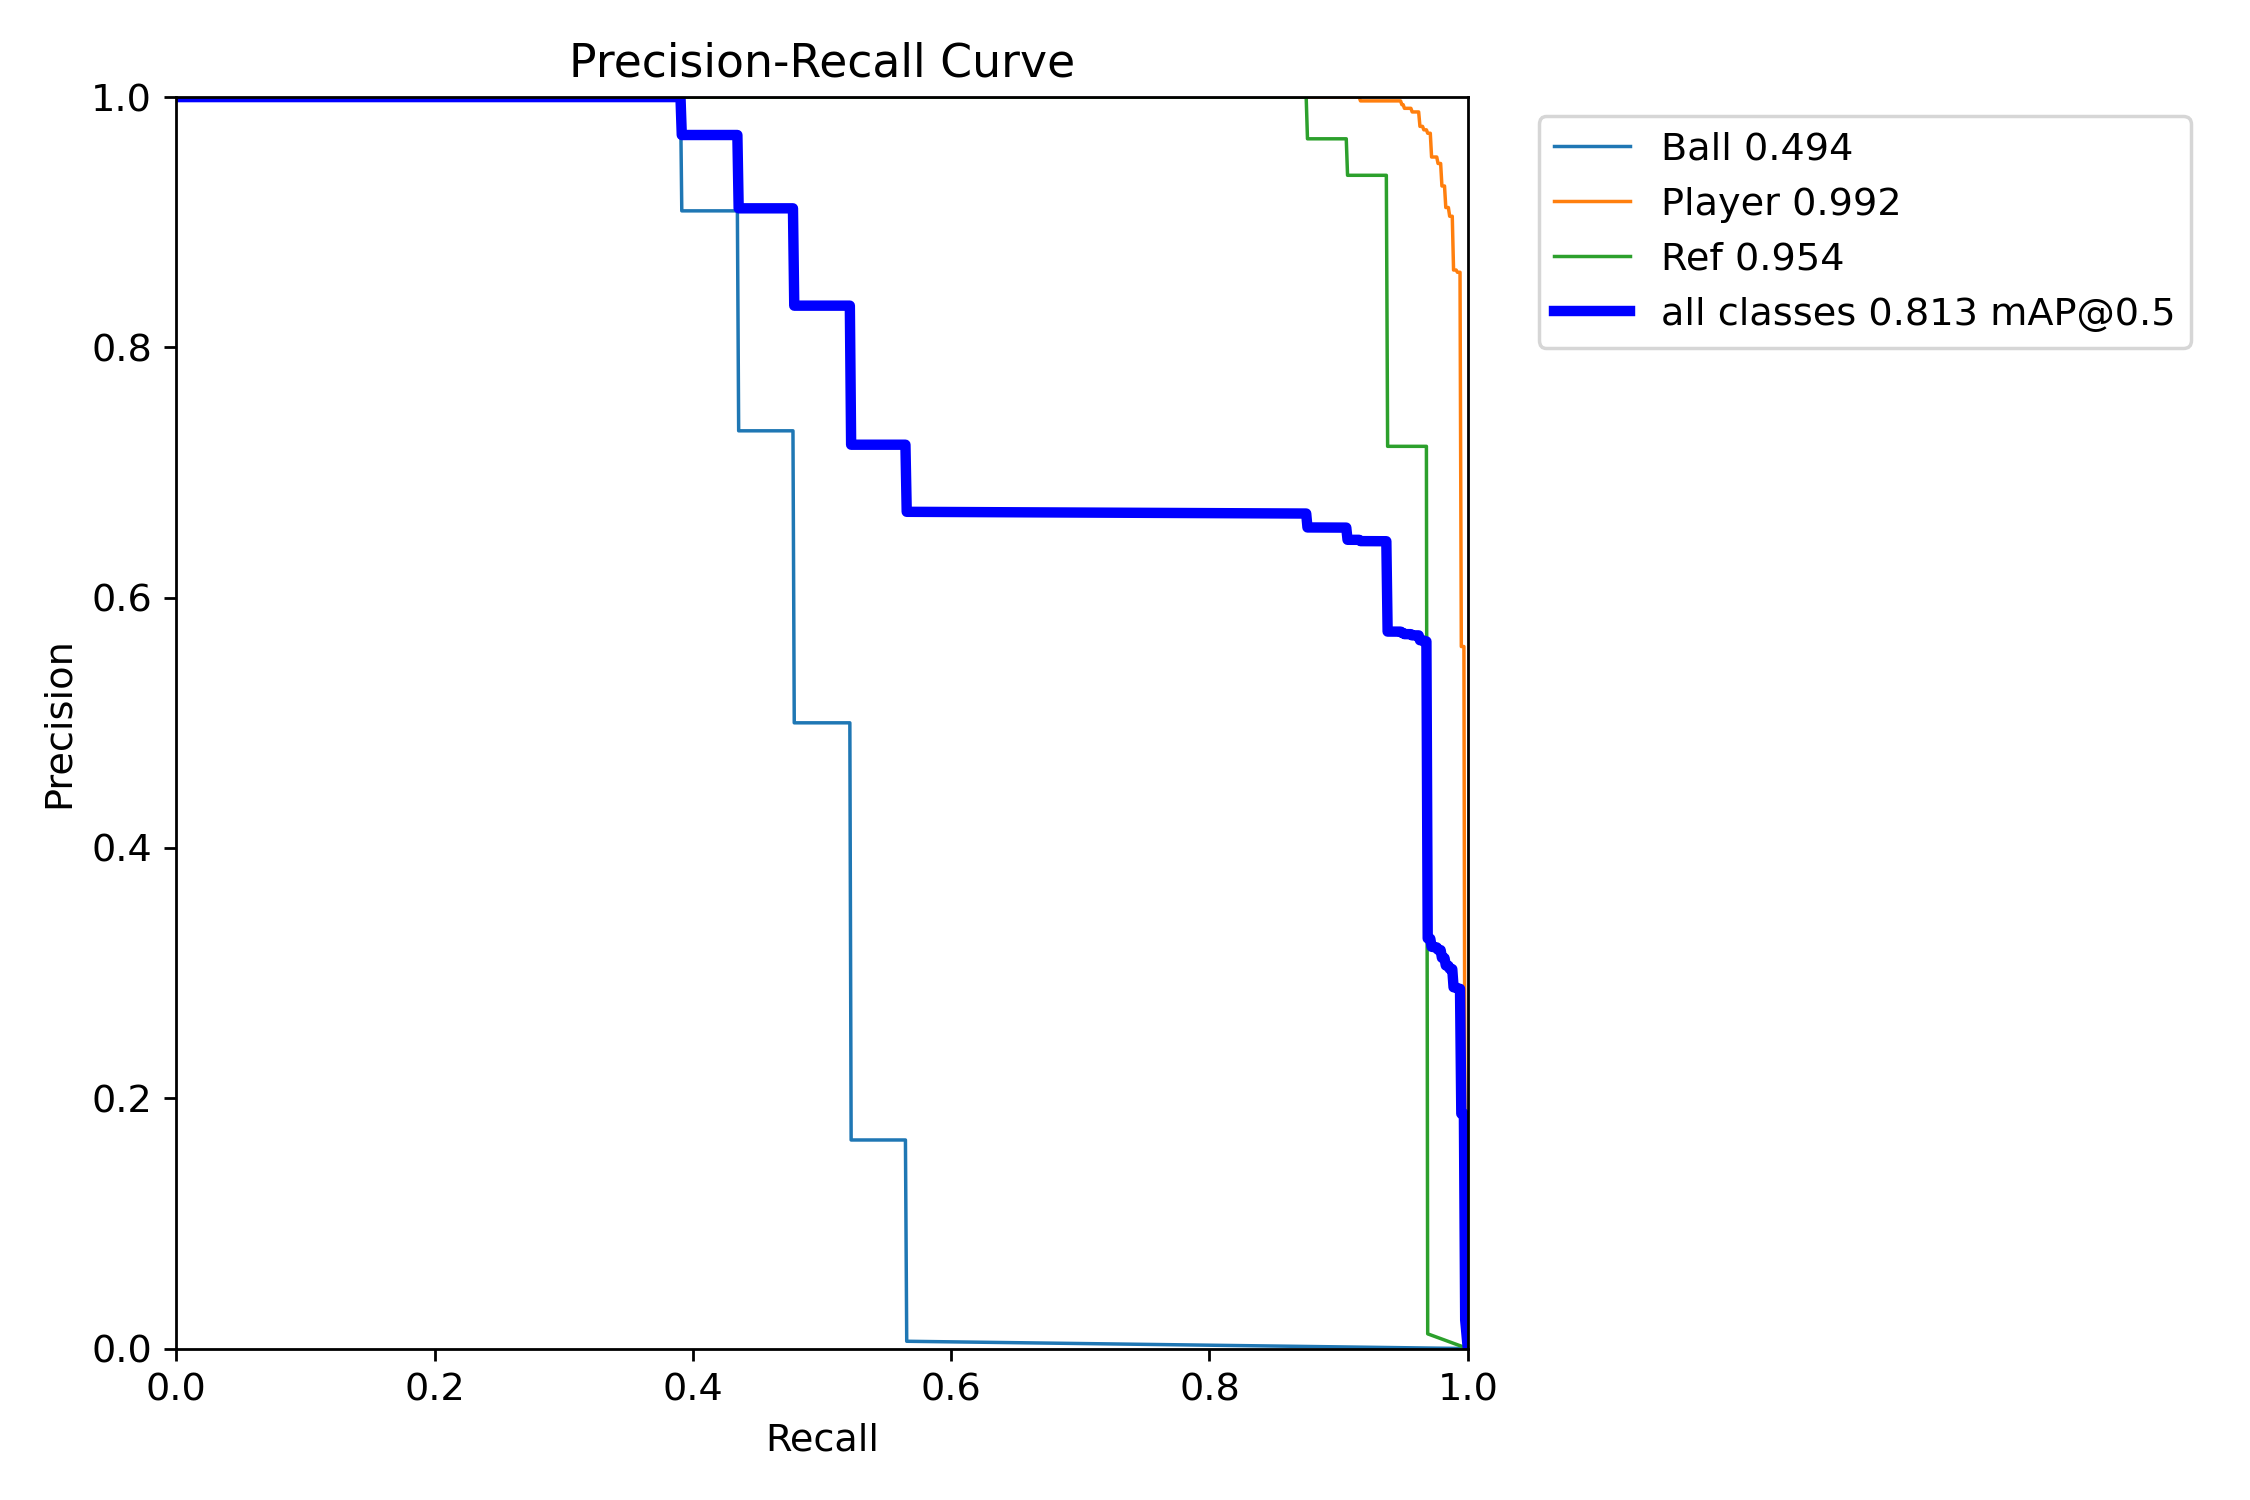 Precision-Recall Curve
1.0
0.8
0.6
0.4
0.2
0.0
Precision
0.0 0.2 0.4 0.6 0.8 1.0
Recall
Ball 0.494
Player 0.992
Ref 0.954
all classes 0.813 mAP@0.5